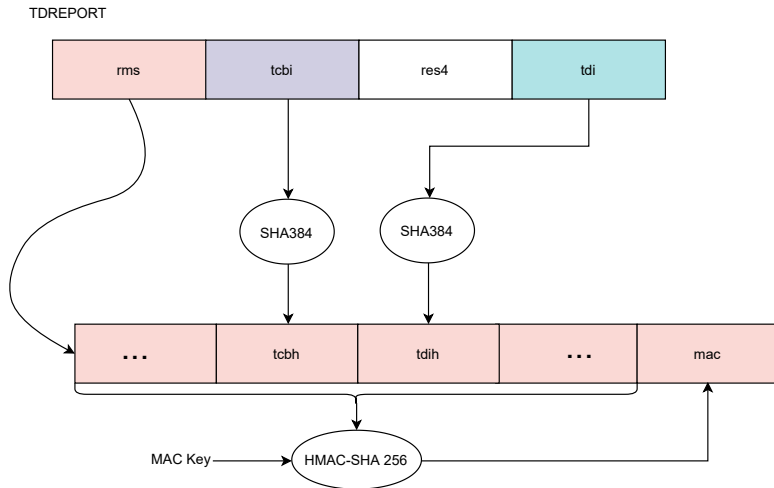 TDREPORT
rms tcbi res4 tdi
SHA384 SHA384
... tcbh tdih ... mac
MAC Key HMAC-SHA 256